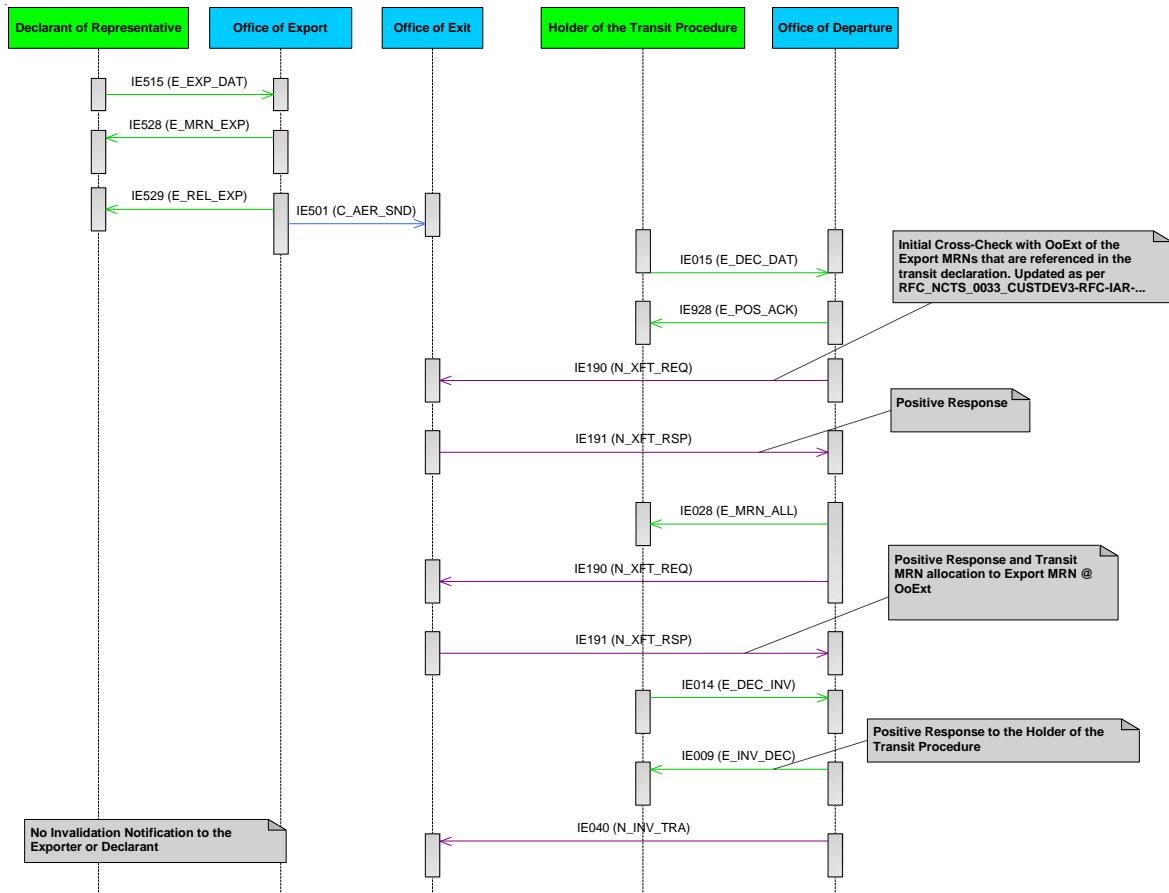 Declarant of Representative
Office of Export
Office of Exit
Holder of the Transit Procedure
Office of Departure
IE515 (E_EXP_DAT)
IE528 (E_MRN_EXP)
IE529 (E_REL_EXP)
IE501 (C_AER_SND)
Initial Cross-Check with OoExt of the
Export MRNs that are referenced in the
transit declaration. Updated as per
RFC_NCTS_0033_CUSTDEV3-RFC-IAR-...
IE015 (E_DEC_DAT)
IE928 (E_POS_ACK)
IE190 (N_XFT_REQ)
Positive Response
IE191 (N_XFT_RSP)
IE028 (E_MRN_ALL)
Positive Response and Transit
MRN allocation to Export MRN @
OoExt
IE190 (N_XFT_REQ)
IE191 (N_XFT_RSP)
IE014 (E_DEC_INV)
Positive Response to the Holder of the
Transit Procedure
IE009 (E_INV_DEC)
No Invalidation Notification to the
Exporter or Declarant
IE040 (N_INV_TRA)